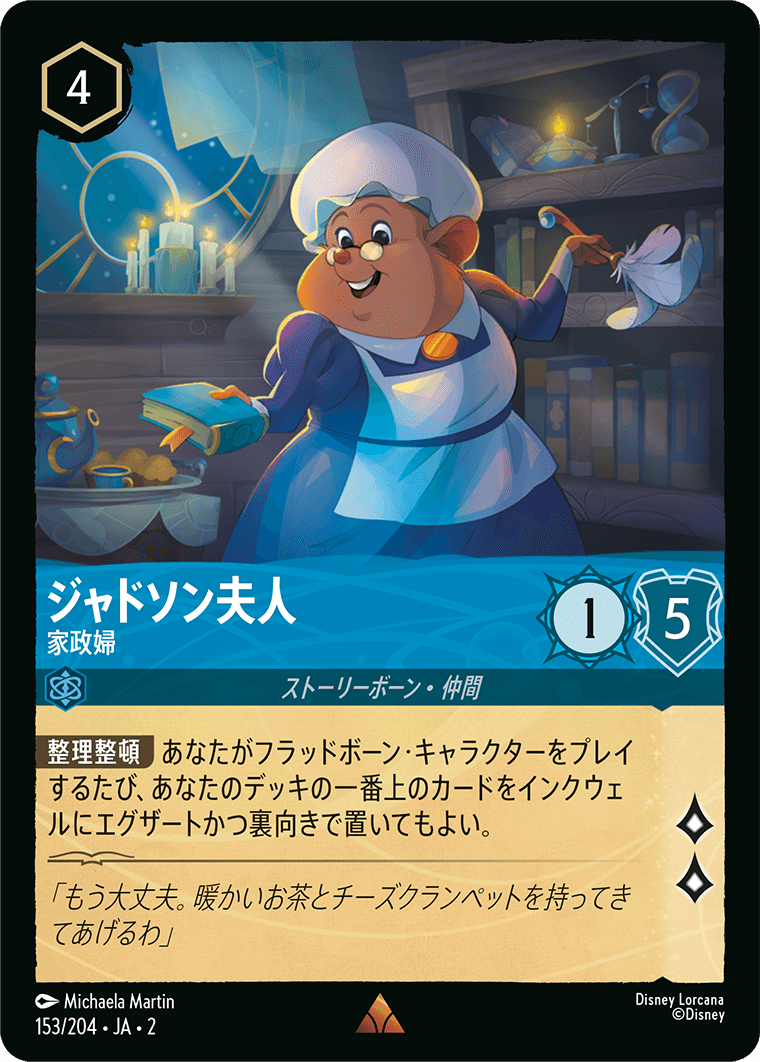 4
ジャドソン夫人
家政婦
1
5
ストーリーボーン・仲間
整理整頓 あなたがフラッドボーン・キャラクターをプレイ
するたび、あなたのデッキの一番上のカードをインクウェ
ルにエグザートかつ裏向きで置いてもよい。
「もう大丈夫。暖かいお茶とチーズクランペットを持ってき
てあげるわ」
Michaela Martin
153/204 • JA • 2
Disney Lorcana
©Disney